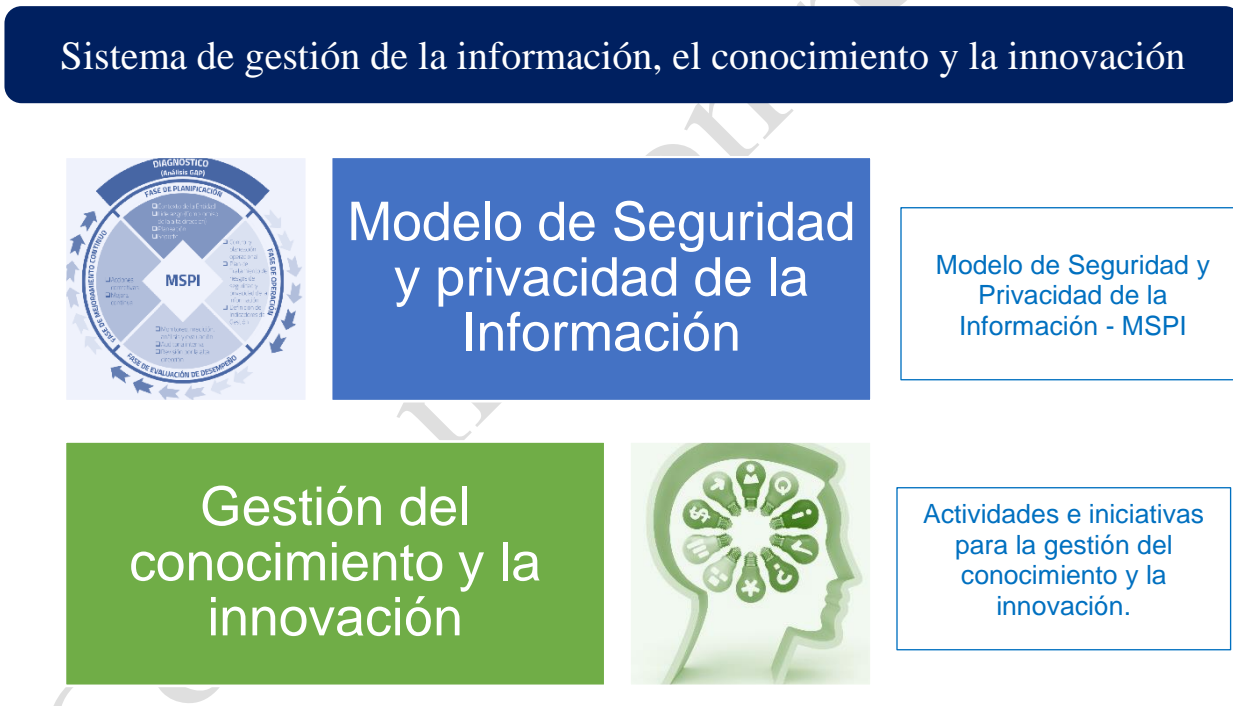 Sistema de gestión de la información, el conocimiento y la innovación
DIAGNÓSTICO
(Análisis GAP)
FASE DE PLANIFICACIÓN
FASE DE OPERACIÓN
FASE DE EVALUACIÓN DE DESEMPEÑO
FASE DE MEJORAMIENTO CONTINUO
MSPI
Modelo de Seguridad
y privacidad de la
Información
Modelo de Seguridad y
Privacidad de la
Información - MSPI
Gestión del
conocimiento y la
innovación
Actividades e iniciativas
para la gestión del
conocimiento y la
innovación.